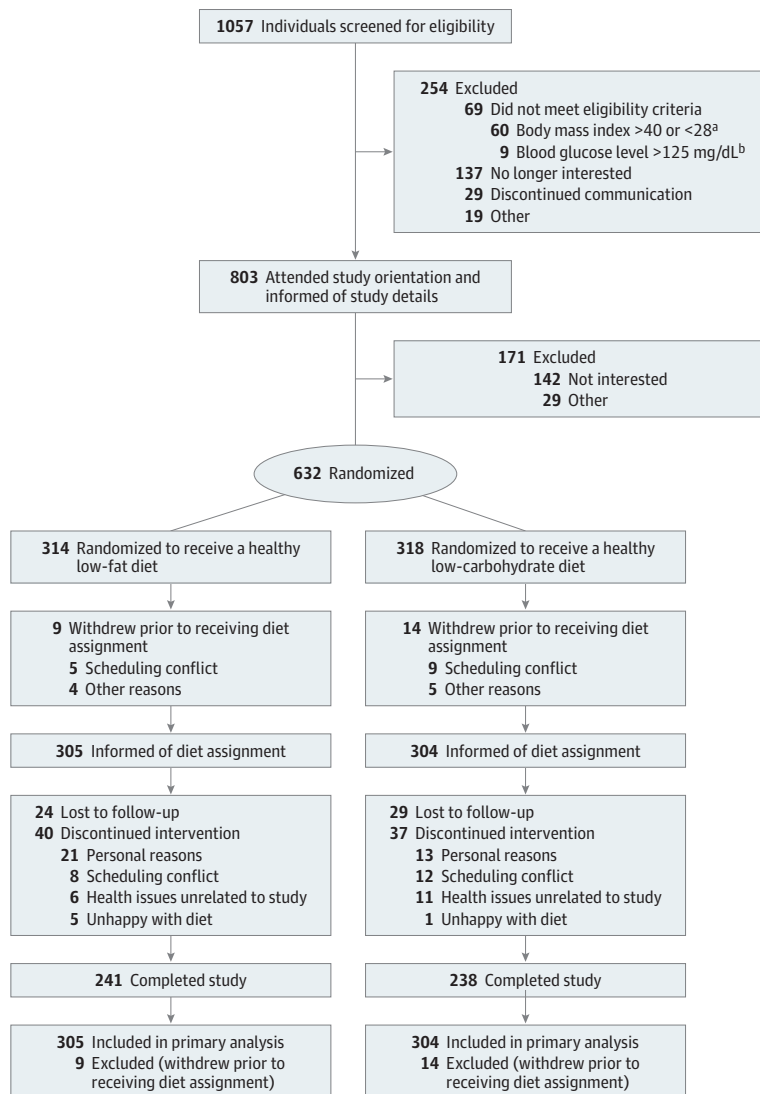 1057 Individuals screened for eligibility
254 Excluded
69 Did not meet eligibility criteria
60 Body mass index >40 or <28a
9 Blood glucose level >125 mg/dLb
137 No longer interested
29 Discontinued communication
19 Other
803 Attended study orientation and
informed of study details
171 Excluded
142 Not interested
29 Other
632 Randomized
314 Randomized to receive a healthy
low-fat diet
9 Withdrew prior to receiving diet
assignment
5 Scheduling conflict
4 Other reasons
305 Informed of diet assignment
24 Lost to follow-up
40 Discontinued intervention
21 Personal reasons
8 Scheduling conflict
6 Health issues unrelated to study
5 Unhappy with diet
241 Completed study
305 Included in primary analysis
9 Excluded (withdrew prior to
receiving diet assignment)
318 Randomized to receive a healthy
low-carbohydrate diet
14 Withdrew prior to receiving diet
assignment
9 Scheduling conflict
5 Other reasons
304 Informed of diet assignment
29 Lost to follow-up
37 Discontinued intervention
13 Personal reasons
12 Scheduling conflict
11 Health issues unrelated to study
1 Unhappy with diet
238 Completed study
304 Included in primary analysis
14 Excluded (withdrew prior to
receiving diet assignment)